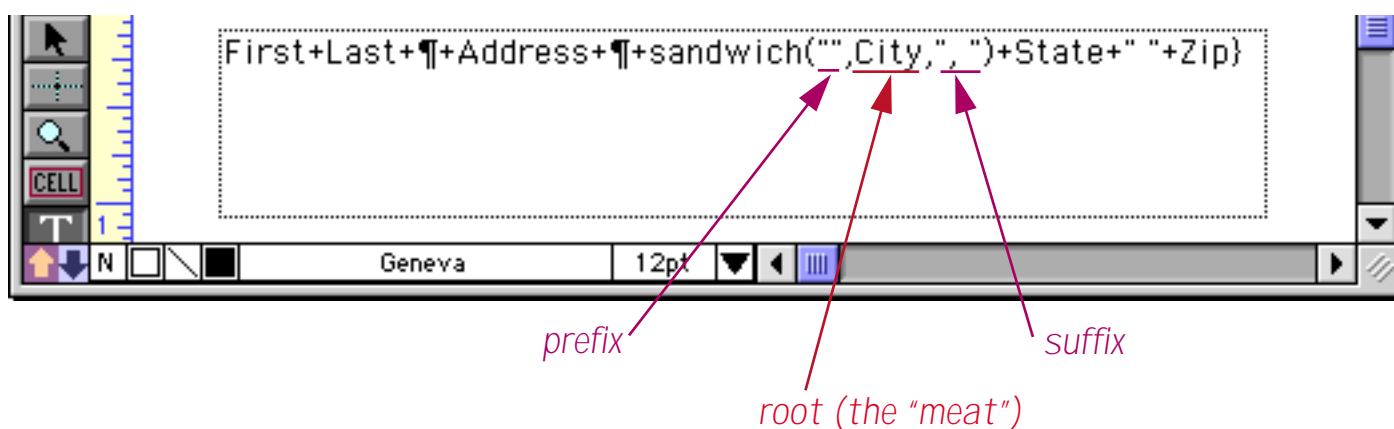 First+Last+¶+Address+¶+sandwich("",City,", ")+State+" "+Zip}
CELL
T 1
N Geneva 12pt
prefix suffix
root (the “meat”)